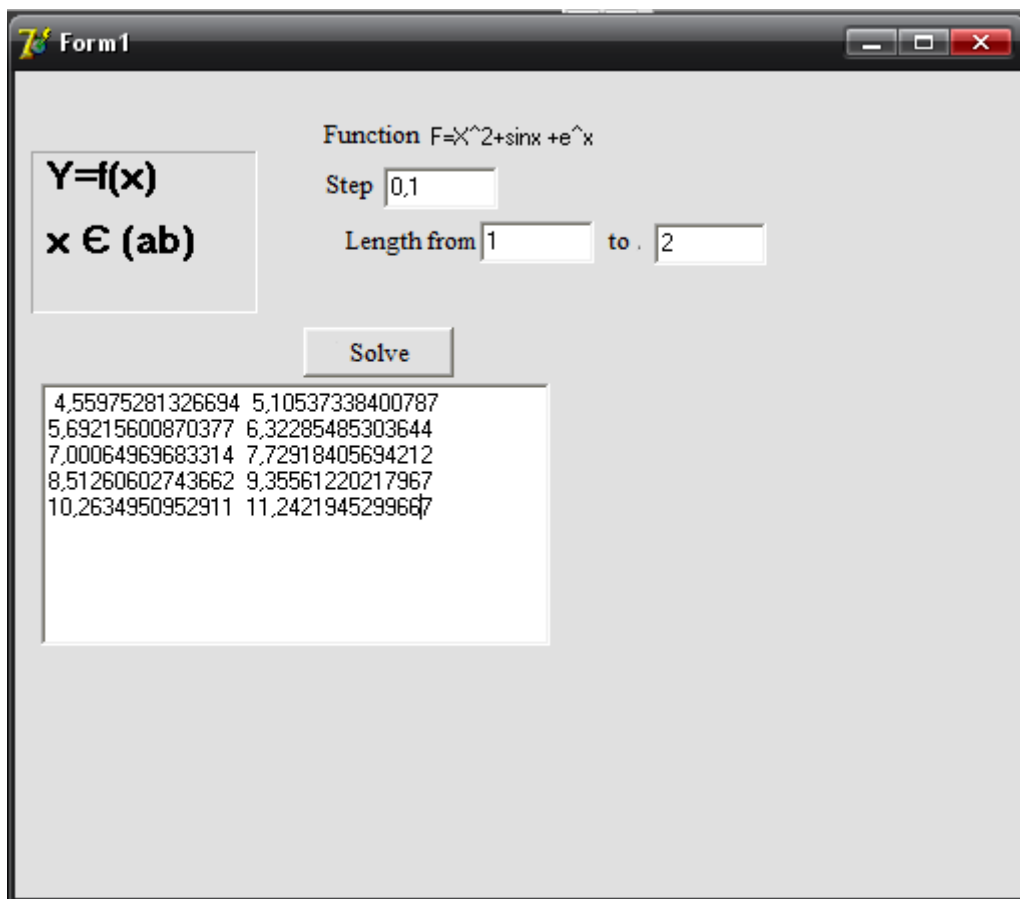 Form1
Function F=X^2+sinx +e^x
Y=f(x)
Step 0,1
x Є (ab)
Length from 1 to . 2
Solve
4,55975281326694 5,10537338400787
5,69215600870377 6,32285485303644
7,00064969683314 7,72918405694212
8,51260602743662 9,35561220217967
10,2634950952911 11,2421945299667